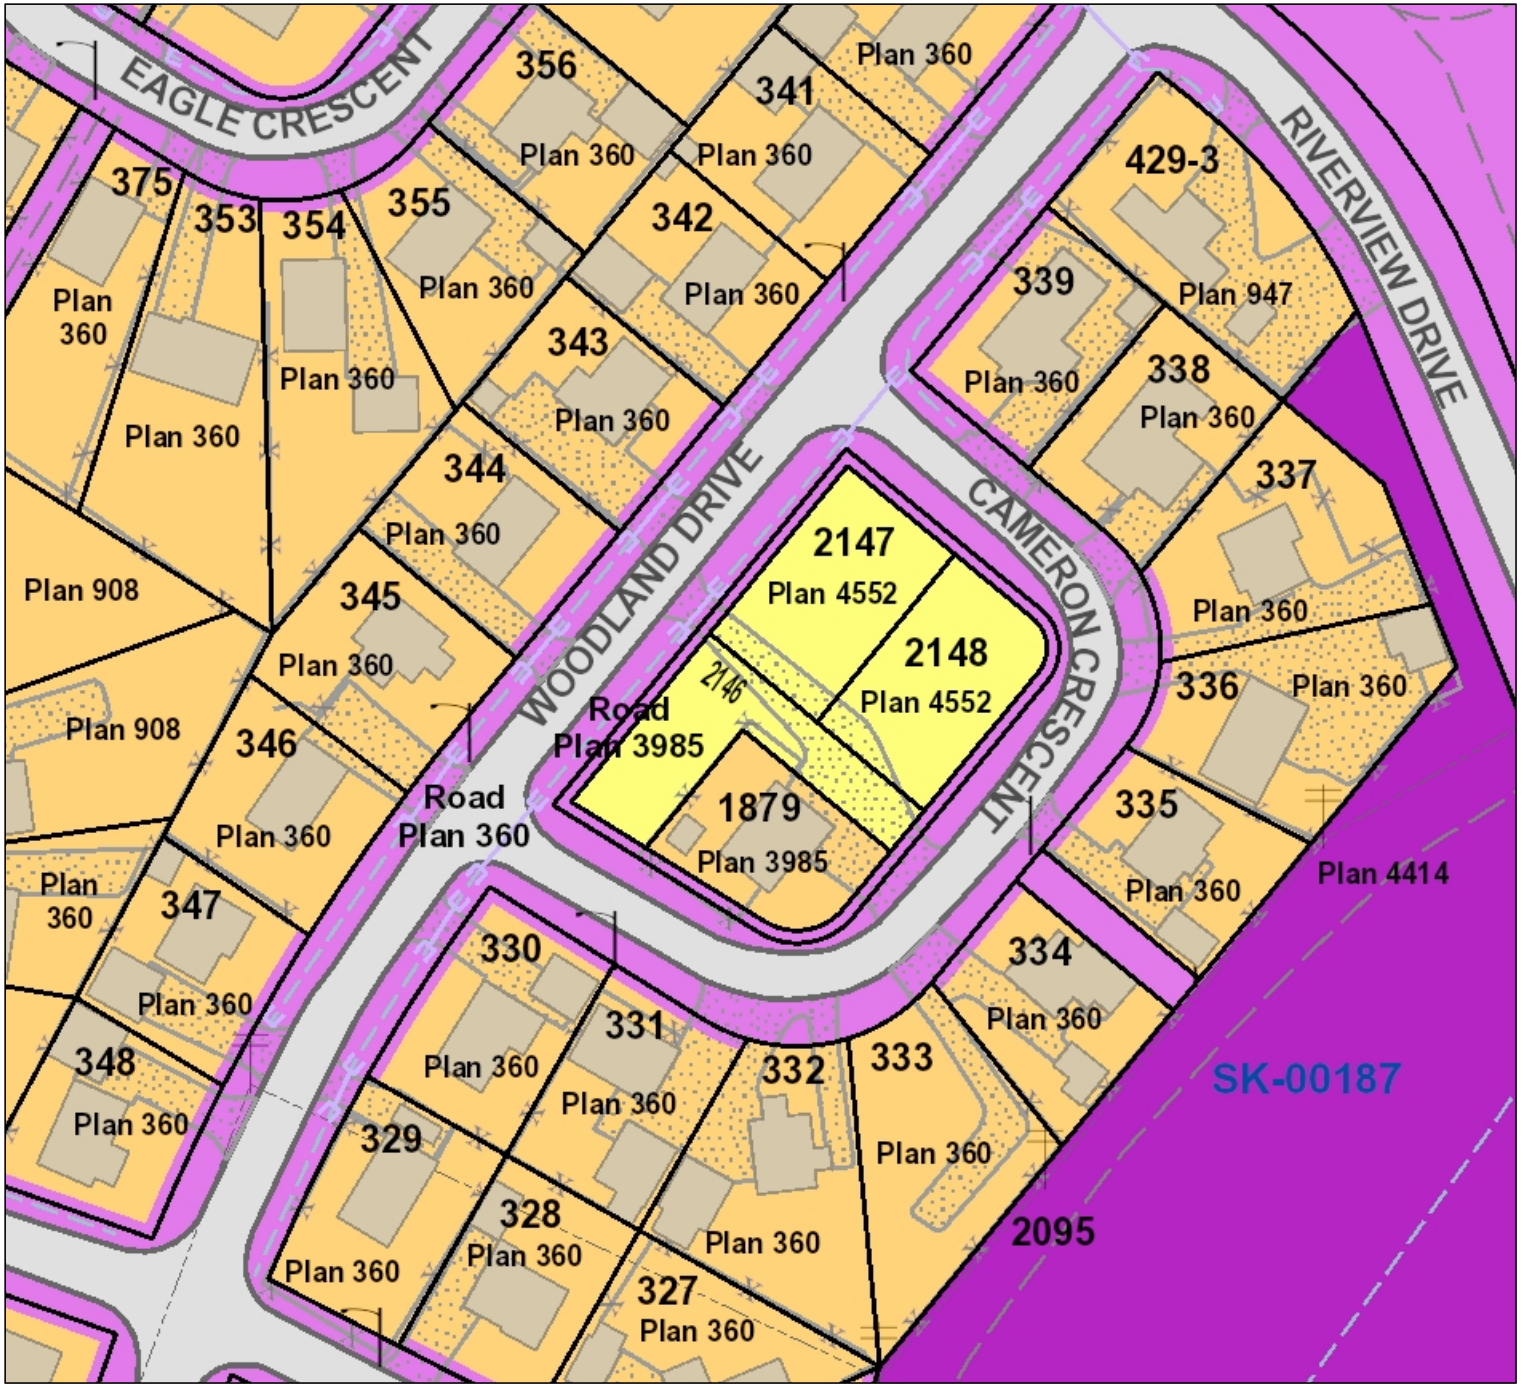 EAGLE CRESCENT
356
Plan 360
341
Plan 360
Plan 360
RIVERVIEW DRIVE
429-3
Plan 947
375
Plan
360
353
Plan 360
354
Plan 360
355
Plan 360
342
Plan 360
339
Plan 360
338
Plan 360
343
Plan 360
337
Plan 360
344
Plan 360
WOODLAND DRIVE
CAMERON CRESCENT
2147
Plan 4552
2148
Plan 4552
2146
Road
Plan 3985
Plan 908
345
Plan 360
336
Plan 360
Plan 908
346
Plan 360
Road
Plan 360
1879
Plan 3985
335
Plan 360
Plan 4414
Plan
360
347
Plan 360
330
Plan 360
334
Plan 360
331
Plan 360
348
Plan 360
332
Plan 360
333
Plan 360
SK-00187
329
Plan 360
328
Plan 360
2095
327
Plan 360